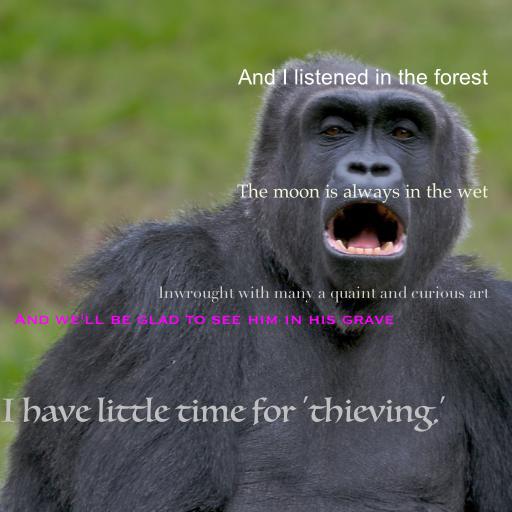 And I listened in the forest
The moon is always in the wet
Inwrought with many a quaint and curious art
And we'll be glad to see him in his grave
I have little time for 'thieving.'